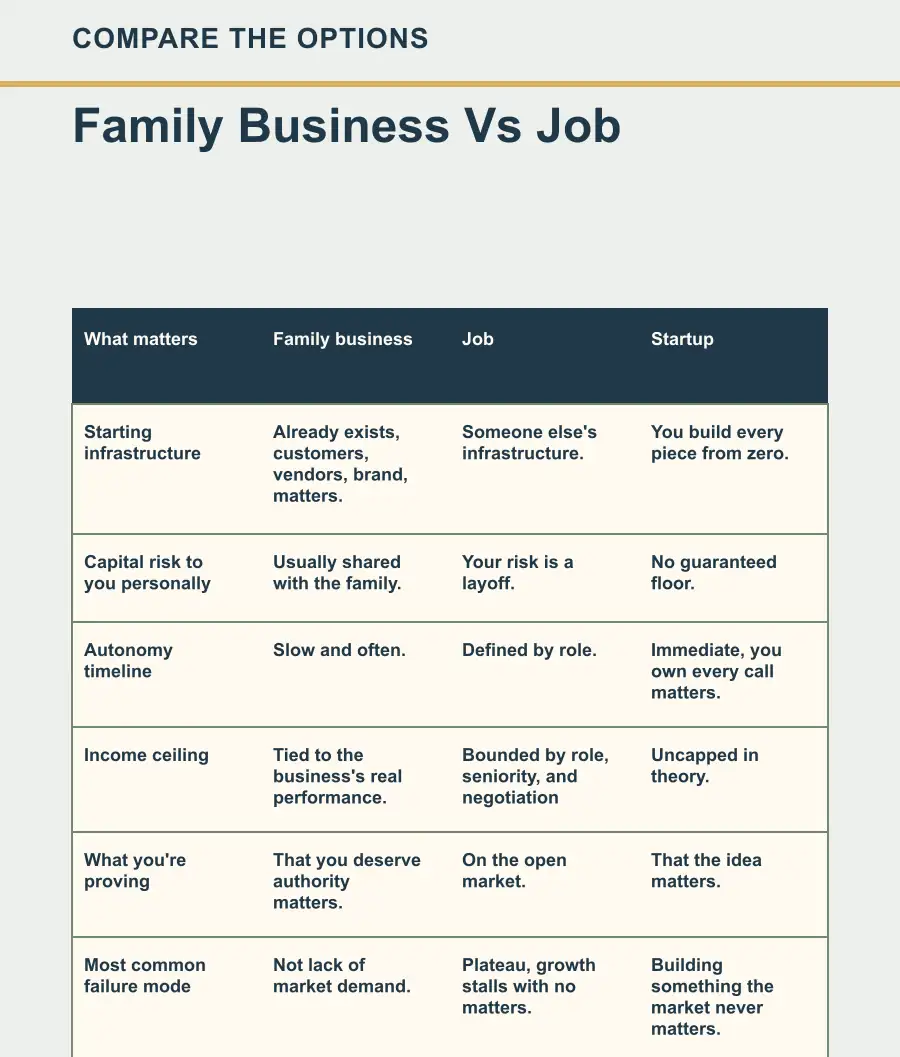 COMPARE THE OPTIONS
Family Business Vs Job
What matters
Family business
Job
Startup
Starting
infrastructure
Already exists,
customers,
vendors, brand,
matters.
Someone else's
infrastructure.
You build every
piece from zero.
Capital risk to
you personally
Usually shared
with the family.
Your risk is a
layoff.
No guaranteed
floor.
Autonomy
timeline
Slow and often.
Defined by role.
Immediate, you
own every call
matters.
Income ceiling
Tied to the
business's real
performance.
Bounded by role,
seniority, and
negotiation
Uncapped in
theory.
What you're
proving
That you deserve
authority
matters.
On the open
market.
That the idea
matters.
Most common
failure mode
Not lack of
market demand.
Plateau, growth
stalls with no
matters.
Building
something the
market never
matters.